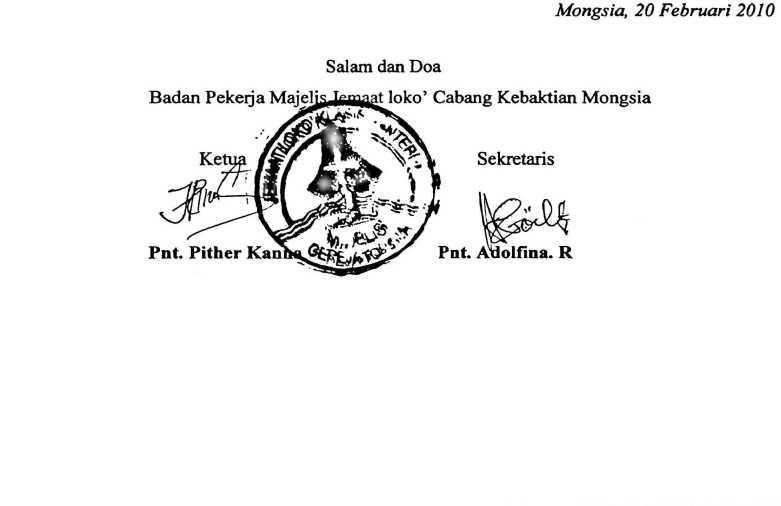 Mongsia, 20 Februari 2010
Salam dan Doa
Badan Pekerja Majelis Jemaat loko’ Cabang Kebaktian Mongsia
Ketua Sekretaris
Pnt. Pither Pnt. Adolfina. R